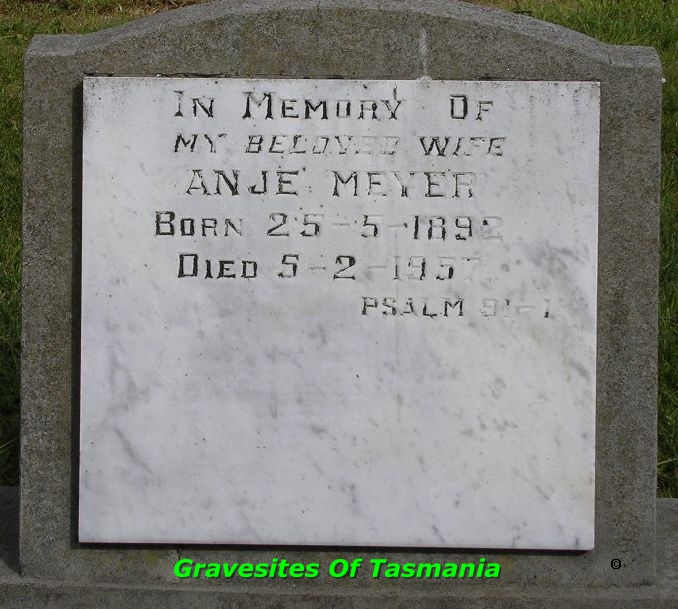 In Memory Of
MY BELOVED WIFE
ANJE MEYER
Born 25-5-1892
Died 5-2-1957
PSALM 91-1
Gravesites Of Tasmania
©